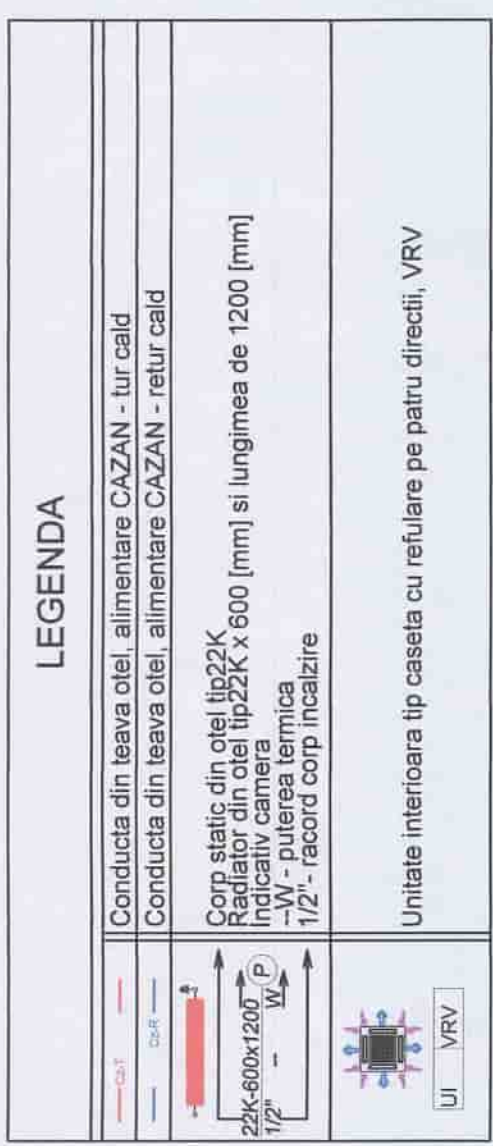 LEGENDA
Cz-T Conducta din teava otel, alimentare CAZAN - tur cald
Cz-R Conducta din teava otel, alimentare CAZAN - retur cald
Corp static din otel tip22K
22K-600x1200 Radiator din otel tip22K x 600 [mm] si lungimea de 1200 [mm]
P Indicativ camera
1/2" -- W --W - puterea termica
1/2"- racord corp incalzire
Unitate interioara tip caseta cu refulare pe patru directii, VRV
UI VRV